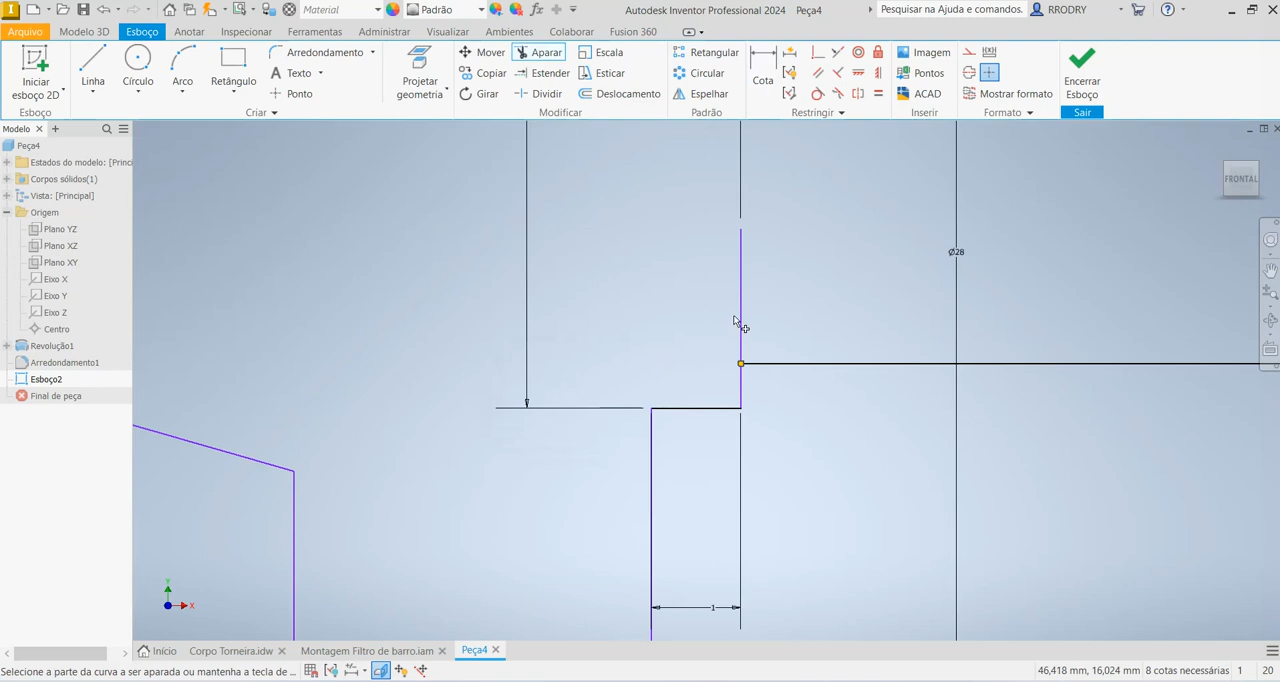 Material
Padrão
Autodesk Inventor Professional 2024 Peça4
Pesquisar na Ajuda e comandos.
RRODRY
Arquivo Modelo 3D Esboço Anotar Inspecionar Ferramentas Administrar Visualizar Ambientes Colaborar Fusion 360
Iniciar
esboço 2D
Linha
Círculo
Arco
Retângulo
Arredondamento
Texto
Ponto
Projetar
geometria
Mover
Copiar
Girar
Aparar
Estender
Dividir
Escala
Esticar
Deslocamento
Retangular
Circular
Espelhar
Cota
Imagem
Pontos
ACAD
Mostrar formato
Encerrar
Esboço
Esboço Criar Modificar Padrão Restringir Inserir Formato Sair
Modelo
Peça4
Estados do modelo: [Princ
Corpos sólidos(1)
Vista: [Principal]
Origem
Plano YZ
Plano XZ
Plano XY
Eixo X
Eixo Y
Eixo Z
Centro
Revolução1
Arredondamento1
Esboço2
Final de peça
FRONTAL
Ø28
1
Y
X
Início Corpo Torneira.idw Montagem Filtro de barro.iam Peça4
Selecione a parte da curva a ser aparada ou mantenha a tecla de ...
46,418 mm, 16,024 mm 8 cotas necessárias 1 20